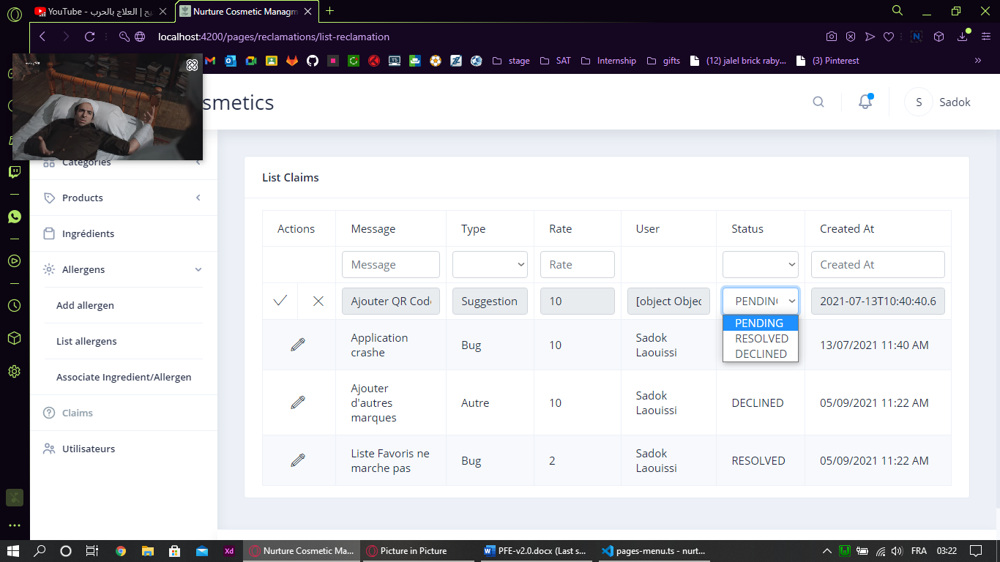 YouTube - يح | العلاج بالحرب
Nurture Cosmetic Managm
localhost:4200/pages/reclamations/list-reclamation
stage
SAT
Internship
gifts
(12) jalel brick raby...
(3) Pinterest
smetics
S
Sadok
Categories
Products
Ingrédients
Allergens
Add allergen
List allergens
Associate Ingredient/Allergen
Claims
Utilisateurs
List Claims
Actions Message Type Rate User Status Created At
Message Rate Created At
Ajouter QR Code Suggestion 10 [object Objec PENDING 2021-07-13T10:40:40.6
PENDING
RESOLVED
DECLINED
Application crashe Bug 10 Sadok Laouissi 13/07/2021 11:40 AM
Ajouter d'autres marques Autre 10 Sadok Laouissi DECLINED 05/09/2021 11:22 AM
Liste Favoris ne marche pas Bug 2 Sadok Laouissi RESOLVED 05/09/2021 11:22 AM
Xd
Nurture Cosmetic Ma...
Picture in Picture
PFE-v2.0.docx (Last s...
pages-menu.ts - nurt...
FRA
03:22